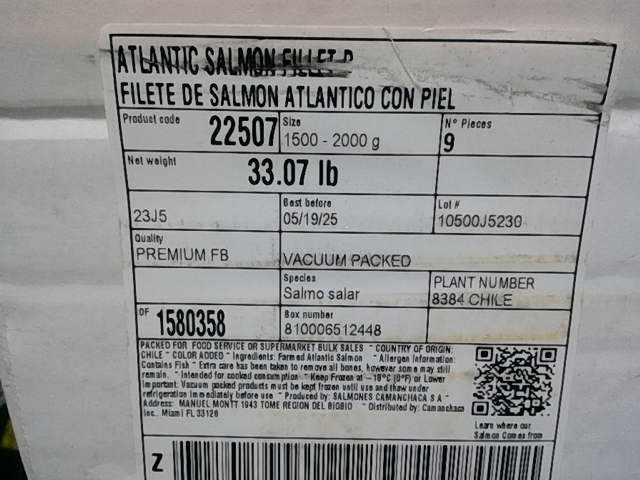 ATLANTIC SALMON FILLET D
FILETE DE SALMON ATLANTICO CON PIEL
Product code 22507 Size 1500 - 2000 g N° Pieces 9
Net weight 33.07 lb
23J5 Best before 05/19/25 Lot # 10500J5230
Quality PREMIUM FB VACUUM PACKED
Species Salmo salar PLANT NUMBER 8384 CHILE
OF 1580358 Box number 810006512448
PACKED FOR FOOD SERVICE OR SUPERMARKET BULK SALES - COUNTRY OF ORIGIN:
CHILE - COLOR ADDED - Ingredients: Farmed Atlantic Salmon - Allergen Information:
Contains Fish - Extra care has been taken to remove all bones, however some may still
remain. - Intended for cooked consumption - Keep Frozen at -18°C (0°F) or Lower
Important: Vacuum packed products must be kept frozen until use and thaw under
refrigeration immediately before use - Produced by: SALMONES CAMANCHACA S A -
Address: MANUEL MONTT 1943 TOME REGION DEL BIOBIO - Distributed by: Camanchaca
Inc., Miami FL 33126
Learn where our
Salmon Comes from
Z